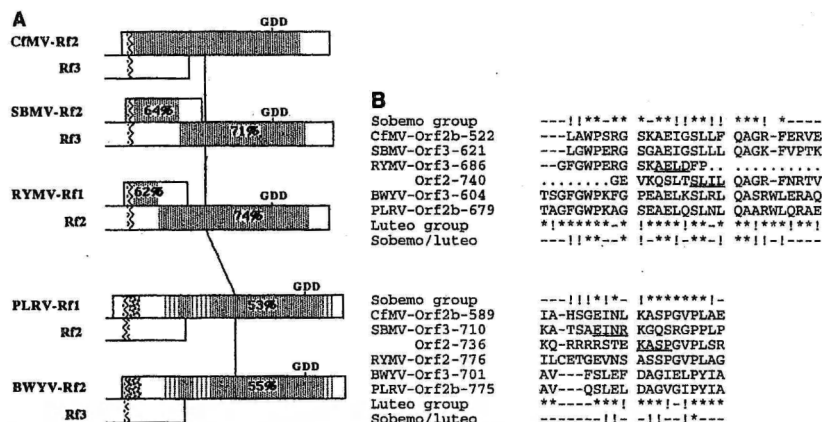 A
GDD
CfMV-Rf2
Rf3
SBMV-Rf2
64%
GDD
Rf3
71%
RYMV-Rf1
62%
GDD
Rf2
74%
GDD
PLRV-Rf1
53%
Rf2
GDD
BWYV-Rf2
55%
Rf3
B
Sobemo group ---!!**-** *--**!!**-! ***! *----
CfMV-Orf2b-522 ---LAWPSRG SKAEIGSLLF QAGR-FERVE
SBMV-Orf3-621 ---LGWPERG SGAEIGSLLL QAGK-FVPTK
RYMV-Orf3-686 -GFGWPERG SKAELDFP.. ..........
Orf2-740 .......GE VKQSLTSLIL QAGR-FNRTV
BWYV-Orf3-604 TSGFGWPKFG GPEAELKSLRL QASRWLERAQ
PLRV-Orf2b-679 TAGFGWPKAG SEAELQSLNL QAARWLQRAE
Luteo group
Sobemo/luteo
Sobemo group
CfMV-Orf2b-589 IA-HSGEINL KASPGVPLAE
SBMV-Orf3-710 KA-TSAEINR KGQSRGPPLP
Orf2-736 KQ-RRRRSTE KASPGVPLSR
RYMV-Orf2-776 ILCETGEVNS ASSPGVPLAG
BWYV-Orf3-701 AV---FSLEF DAGIELPYIA
PLRV-Orf2b-775 AV---QSLEL DAGVGIPYIA
Luteo group
Sobemo/luteo